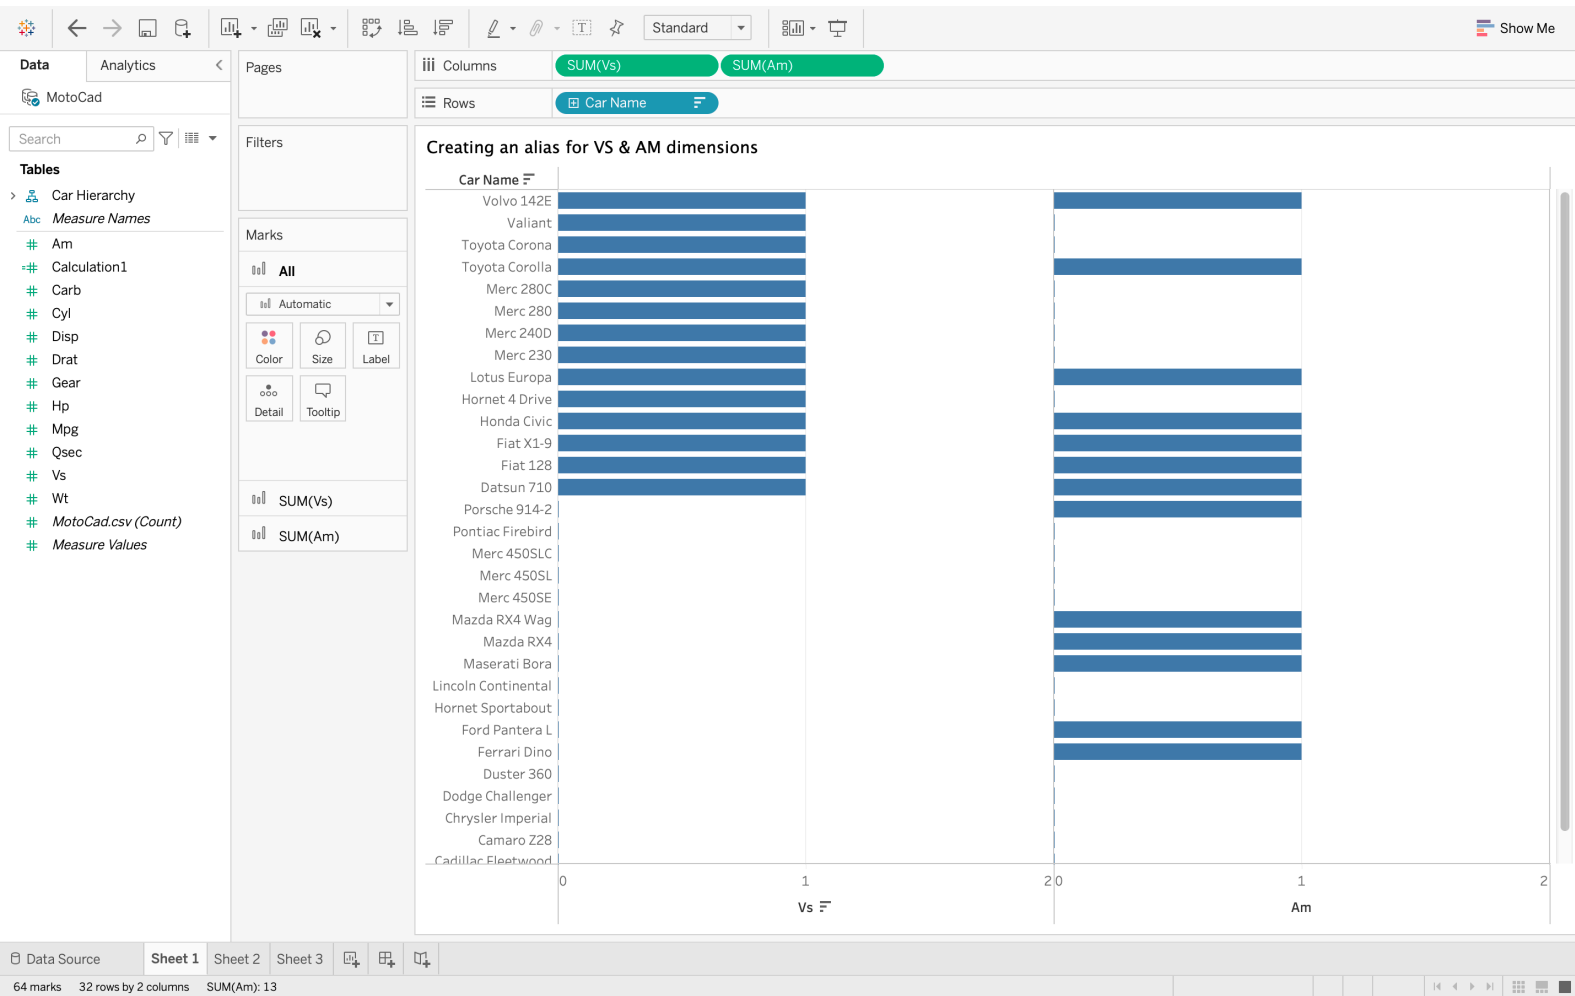 Standard
Show Me
Data
Analytics
MotoCad
Search
Tables
Car Hierarchy
Abc Measure Names
Am
Calculation1
Carb
Cyl
Disp
Drat
Gear
Hp
Mpg
Qsec
Vs
Wt
MotoCad.csv (Count)
Measure Values
Pages
Filters
Marks
All
Automatic
Color
Size
T
Label
Detail
Tooltip
SUM(Vs)
SUM(Am)
Columns
SUM(Vs)
SUM(Am)
Rows
Car Name
Creating an alias for VS & AM dimensions
Car Name
Volvo 142E
Valiant
Toyota Corona
Toyota Corolla
Merc 280C
Merc 280
Merc 240D
Merc 230
Lotus Europa
Hornet 4 Drive
Honda Civic
Fiat X1-9
Fiat 128
Datsun 710
Porsche 914-2
Pontiac Firebird
Merc 450SLC
Merc 450SL
Merc 450SE
Mazda RX4 Wag
Mazda RX4
Maserati Bora
Lincoln Continental
Hornet Sportabout
Ford Pantera L
Ferrari Dino
Duster 360
Dodge Challenger
Chrysler Imperial
Camaro Z28
Cadillac Fleetwood
0 1 2 0 1 2
Vs Am
Data Source Sheet 1 Sheet 2 Sheet 3
64 marks 32 rows by 2 columns SUM(Am): 13